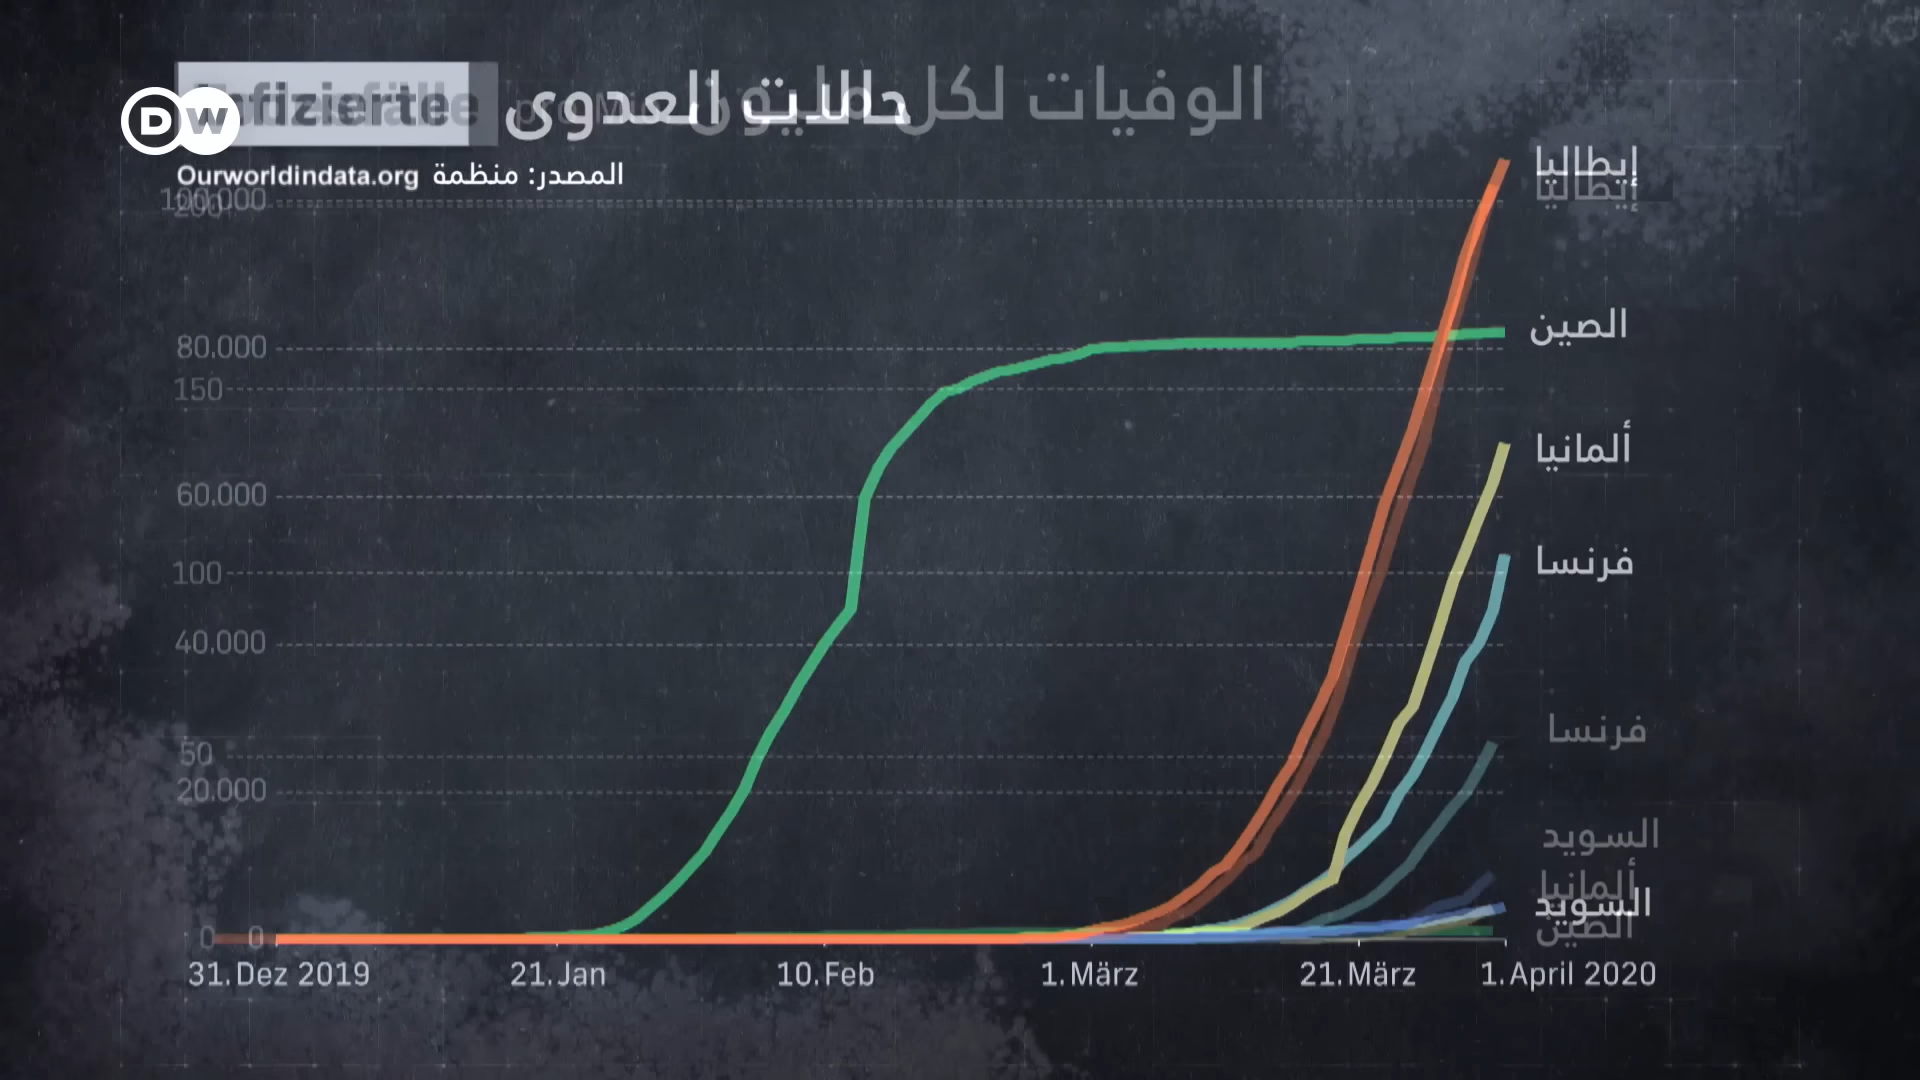 DW
Infizierte حالات العدوى
الوفيات لكل مليون
Ourworldindata.org المصدر: منظمة
100.000
200
80.000
150
60.000
100
40.000
50
20.000
0
0
إيطاليا
إيطاليا
الصين
ألمانيا
فرنسا
فرنسا
السويد
ألمانيا
السويد
الصين
31. Dez 2019
21. Jan
10. Feb
1. März
21. März
1. April 2020